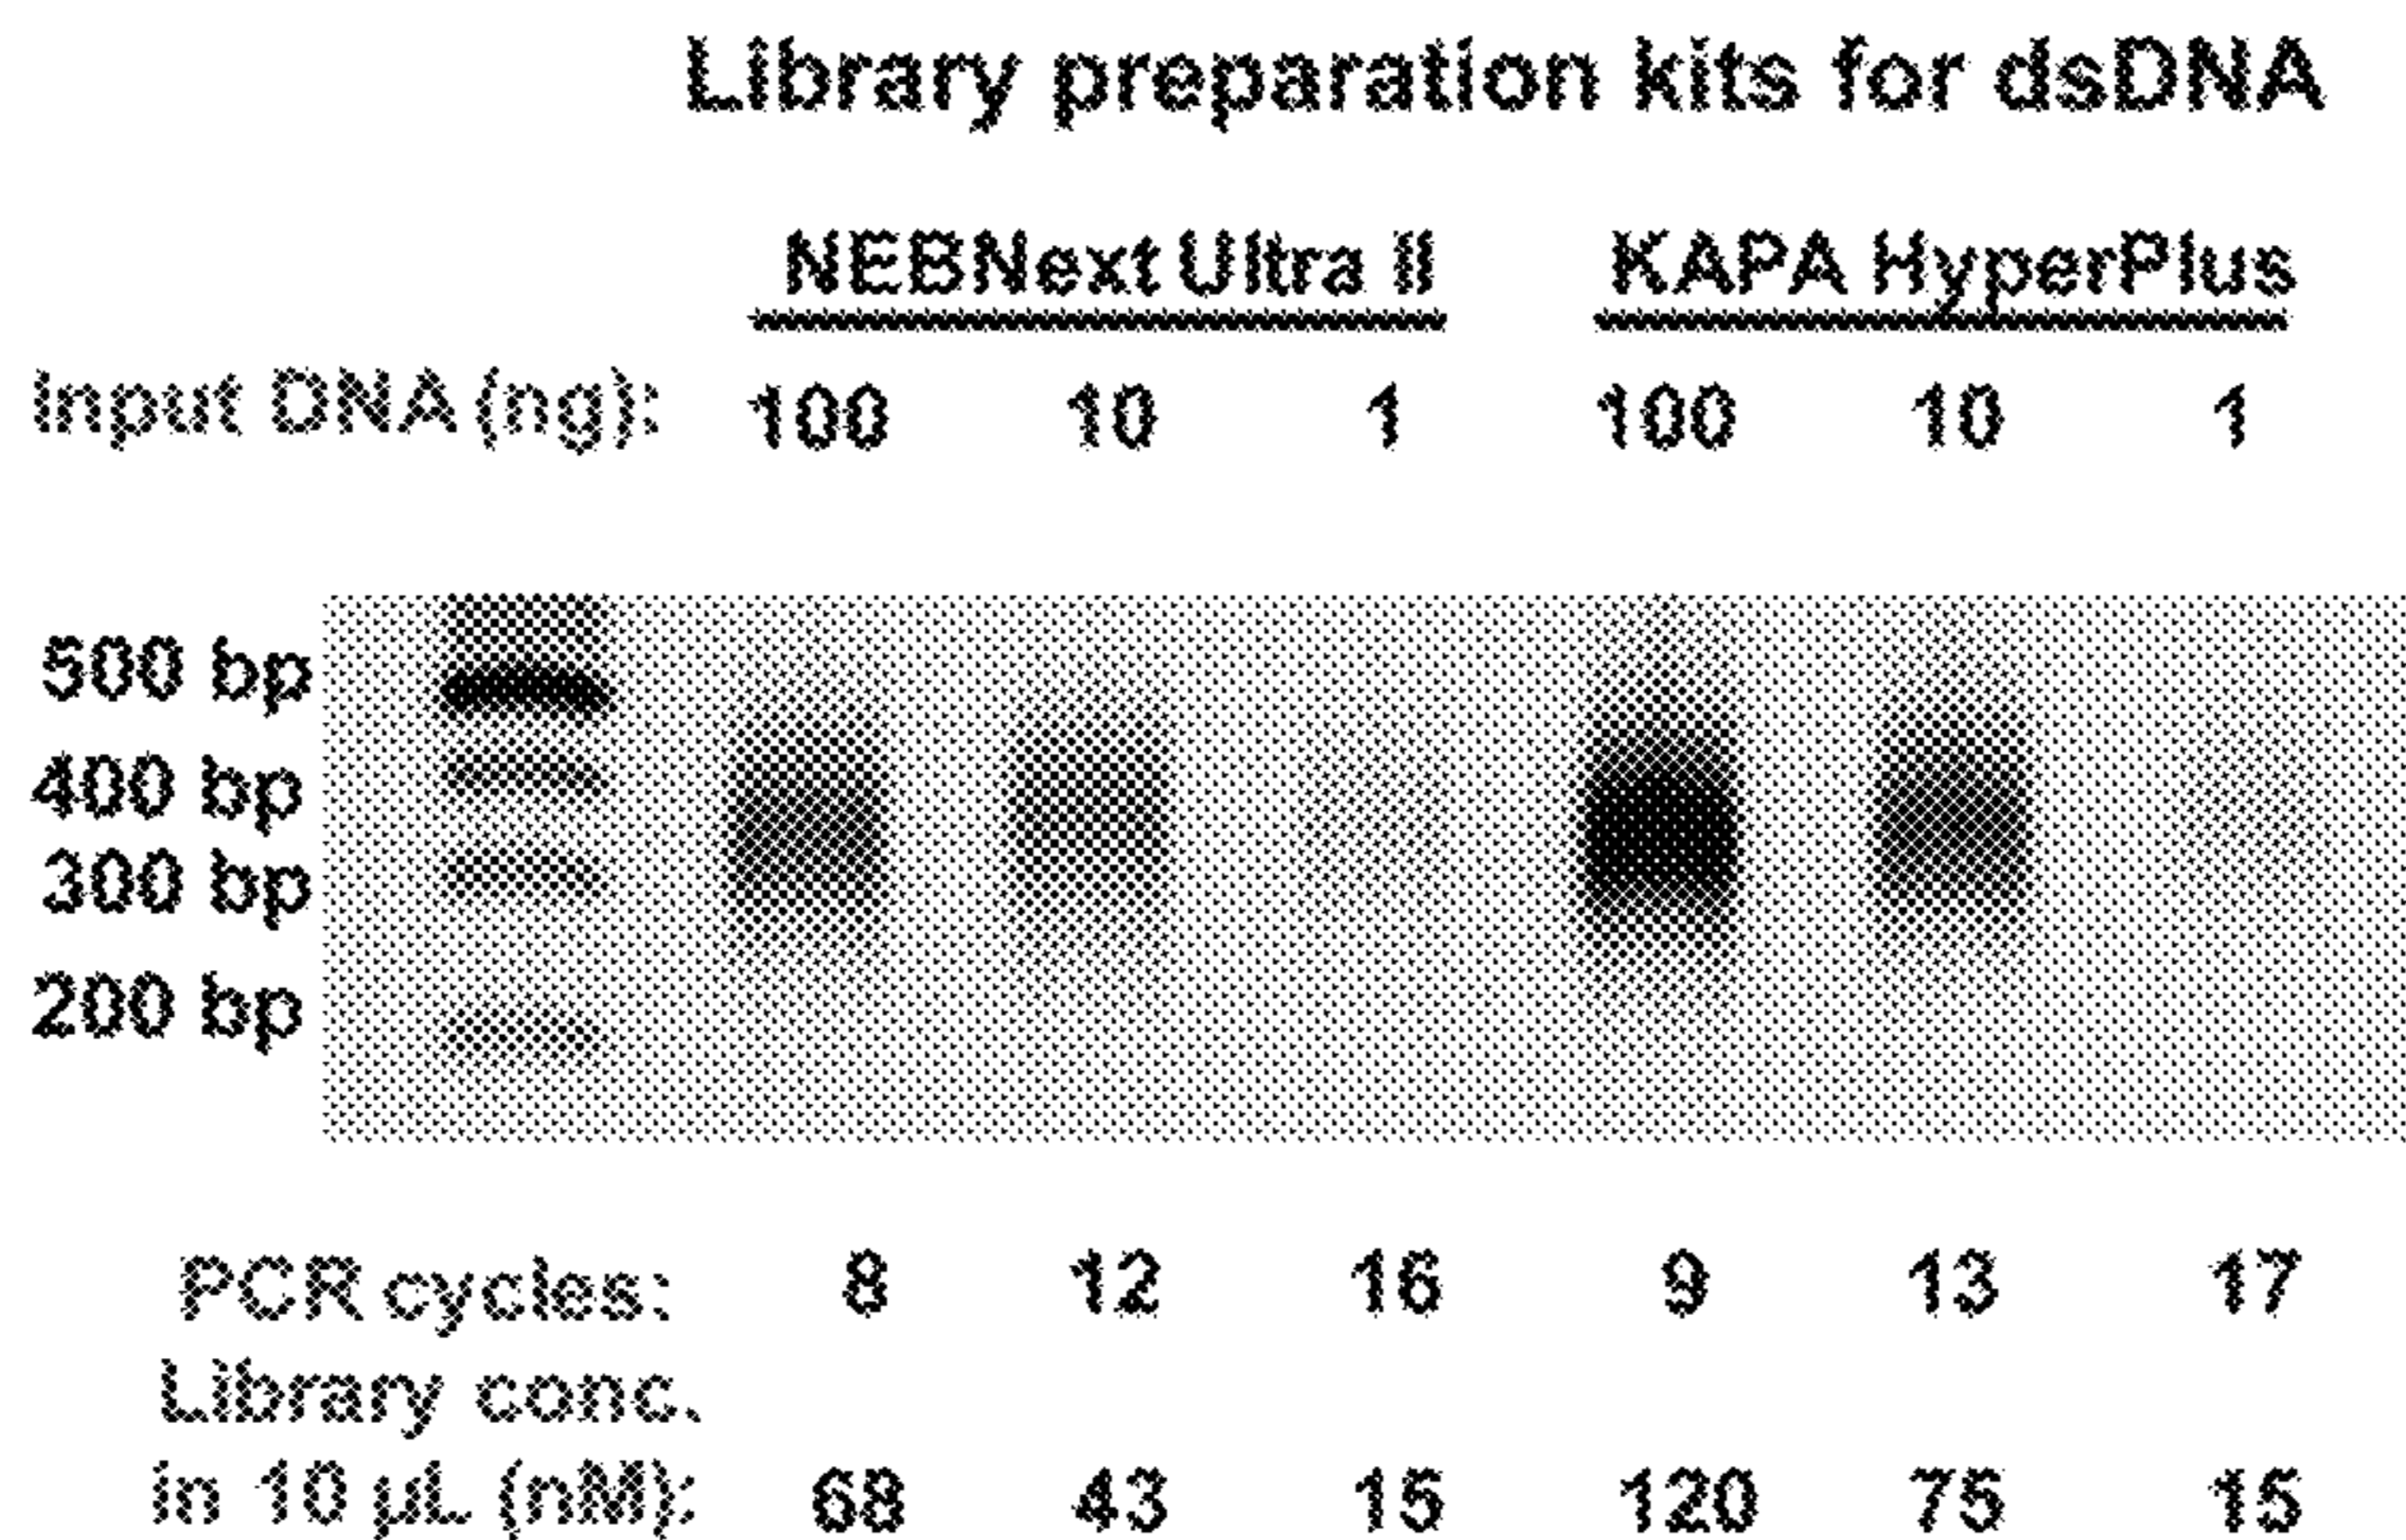 Library preparation kits for dsDNA
NEBNext Ultra II KAPA HyperPlus
Input DNA (ng): 100 10 1 100 10 1
500 bp
400 bp
300 bp
200 bp
PCR cycles: 8 12 16 9 13 17
Library conc.
in 10 µL (nM): 68 43 15 120 75 15